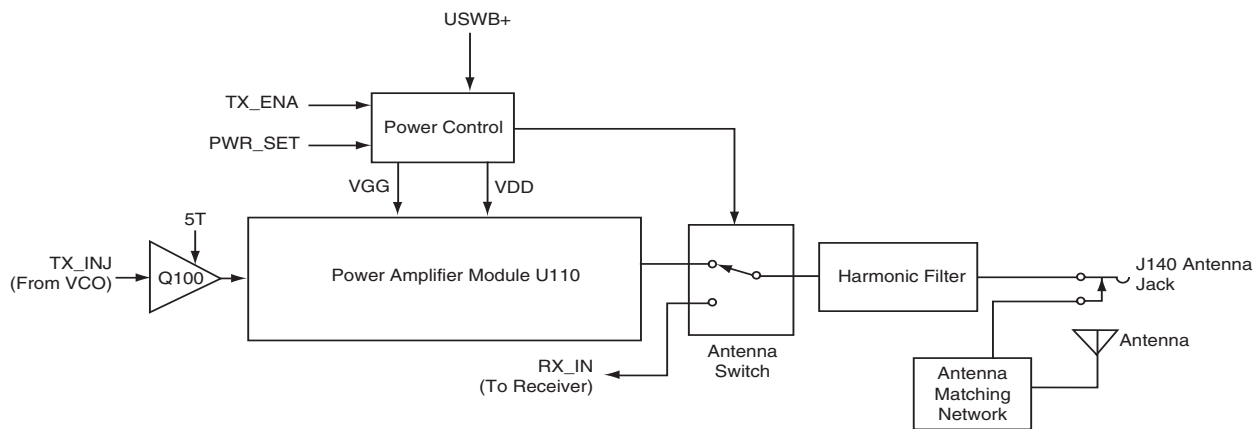 USWB+
TX_ENA
Power Control
PWR_SET
VGG
VDD
5T
TX_INJ
(From VCO)
Q100
Power Amplifier Module U110
Harmonic Filter
J140 Antenna
Jack
RX_IN
(To Receiver)
Antenna
Switch
Antenna
Antenna
Matching
Network